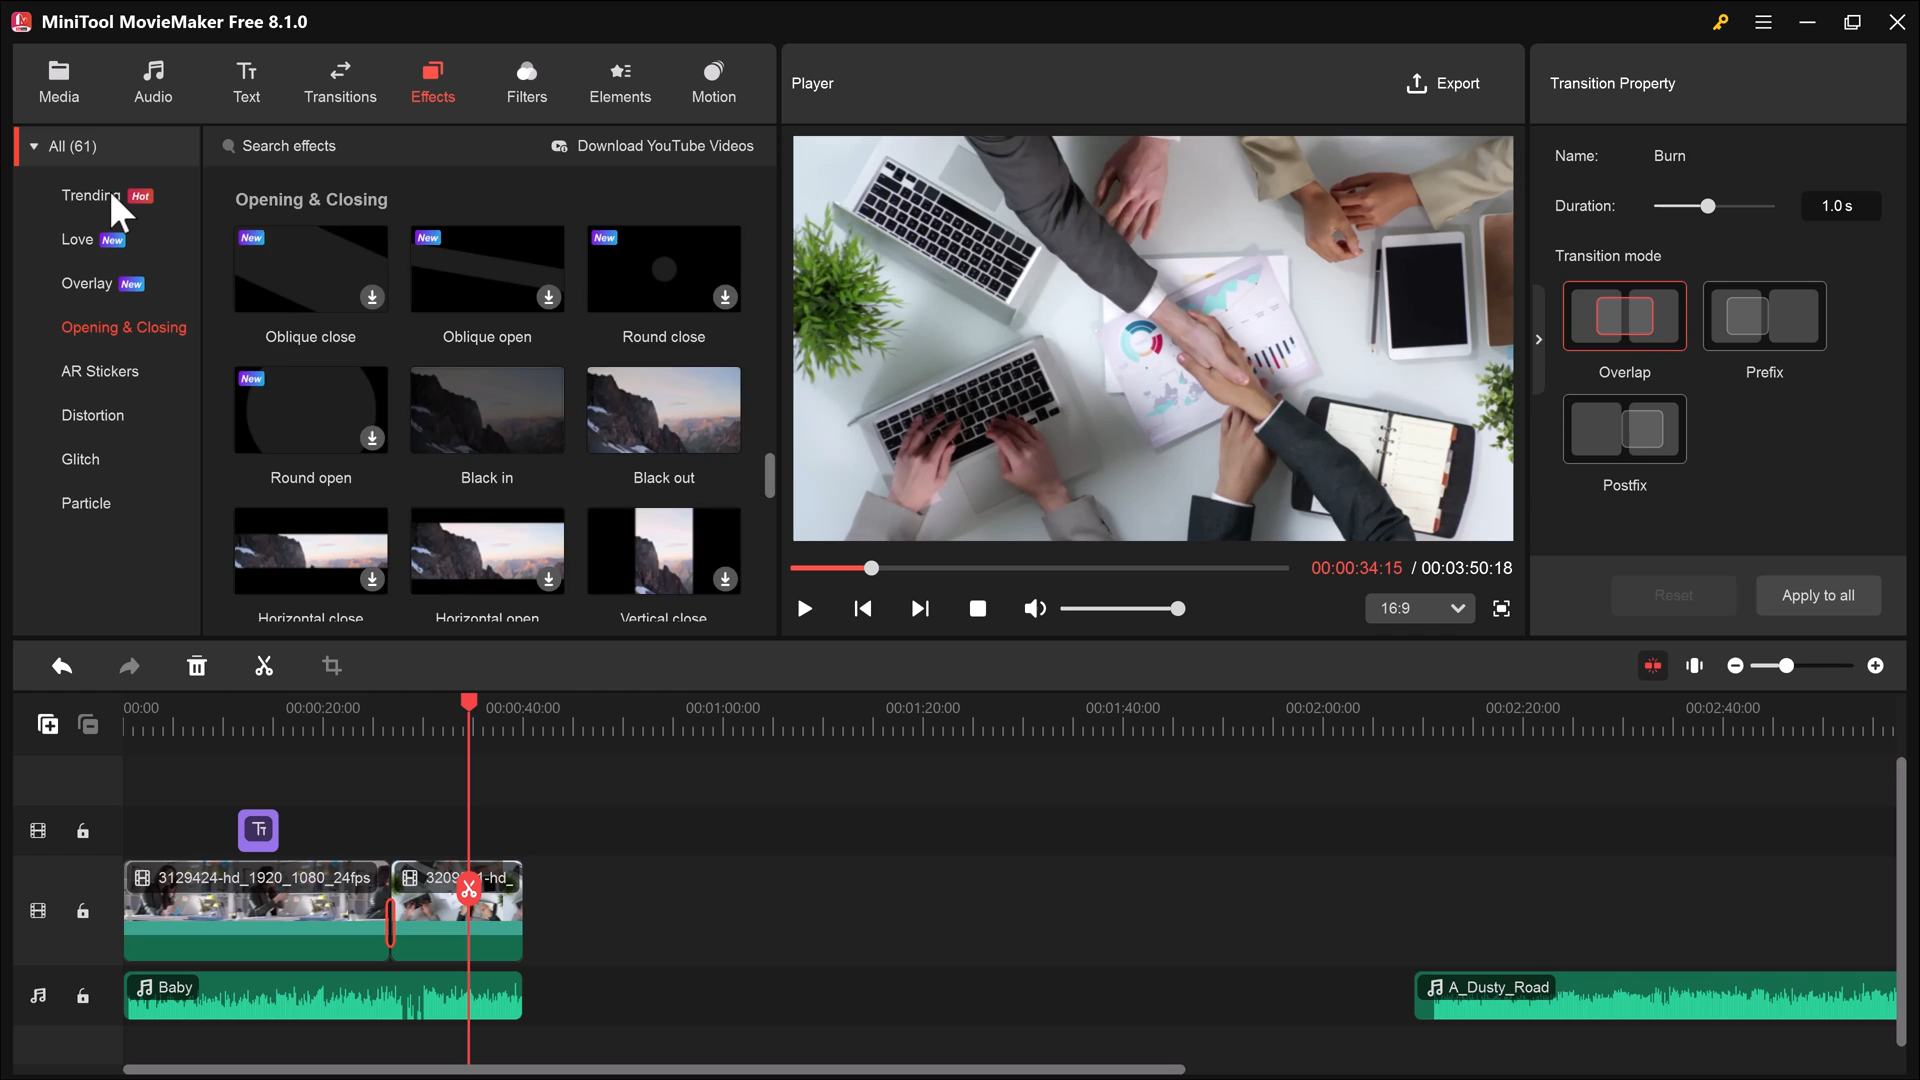 MiniTool MovieMaker Free 8.1.0
Media
Audio
Text
Transitions
Effects
Filters
Elements
Motion
Player
Export
Transition Property
All (61)
Search effects
Download YouTube Videos
Trending
Hot
Love
New
Overlay
New
Opening & Closing
AR Stickers
Distortion
Glitch
Particle
Opening & Closing
New
New
New
Oblique close
Oblique open
Round close
New
Round open
Black in
Black out
Horizontal close
Horizontal open
Vertical close
Name:
Burn
Duration:
1.0 s
Transition mode
Overlap
Prefix
Postfix
Reset
Apply to all
00:00:34:15 / 00:03:50:18
16:9
00:00
00:00:20:00
00:00:40:00
00:01:00:00
00:01:20:00
00:01:40:00
00:02:00:00
00:02:20:00
00:02:40:00
3129424-hd_1920_1080_24fps
Baby
A_Dusty_Road